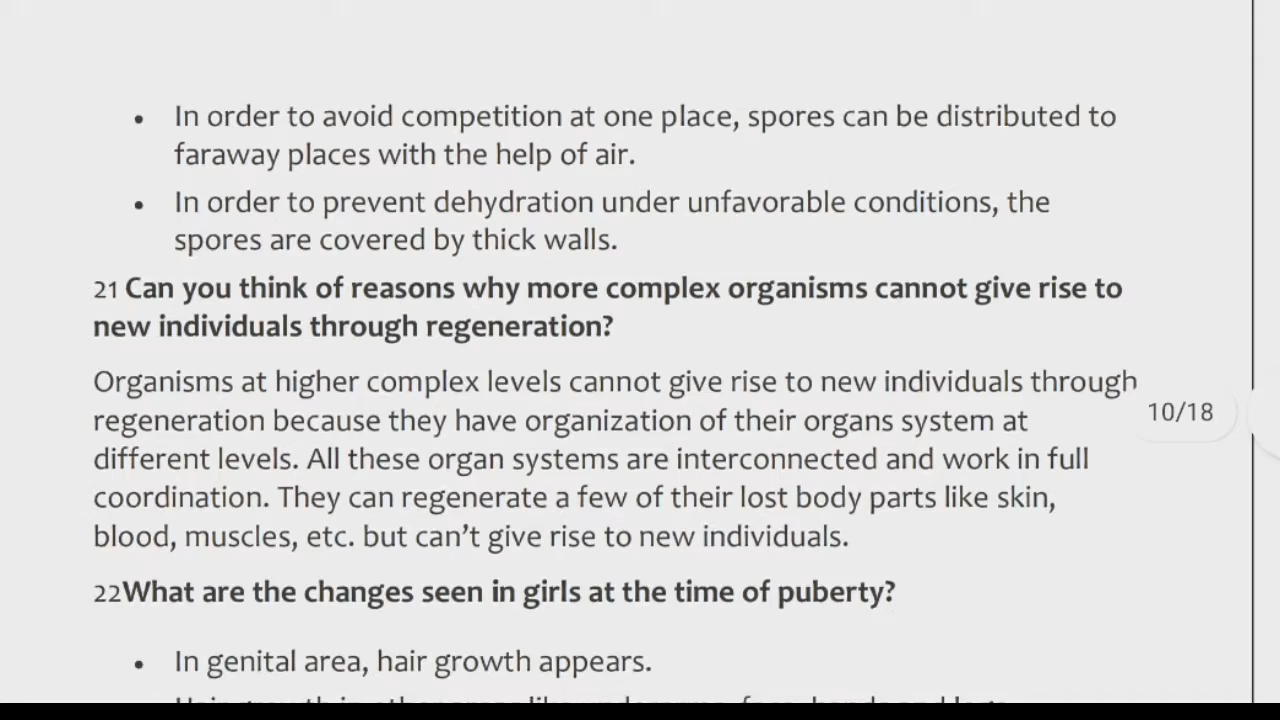 • In order to avoid competition at one place, spores can be distributed to
faraway places with the help of air.
• In order to prevent dehydration under unfavorable conditions, the
spores are covered by thick walls.
21 Can you think of reasons why more complex organisms cannot give rise to
new individuals through regeneration?
Organisms at higher complex levels cannot give rise to new individuals through
regeneration because they have organization of their organs system at
different levels. All these organ systems are interconnected and work in full
coordination. They can regenerate a few of their lost body parts like skin,
blood, muscles, etc. but can’t give rise to new individuals.
10/18
22What are the changes seen in girls at the time of puberty?
• In genital area, hair growth appears.